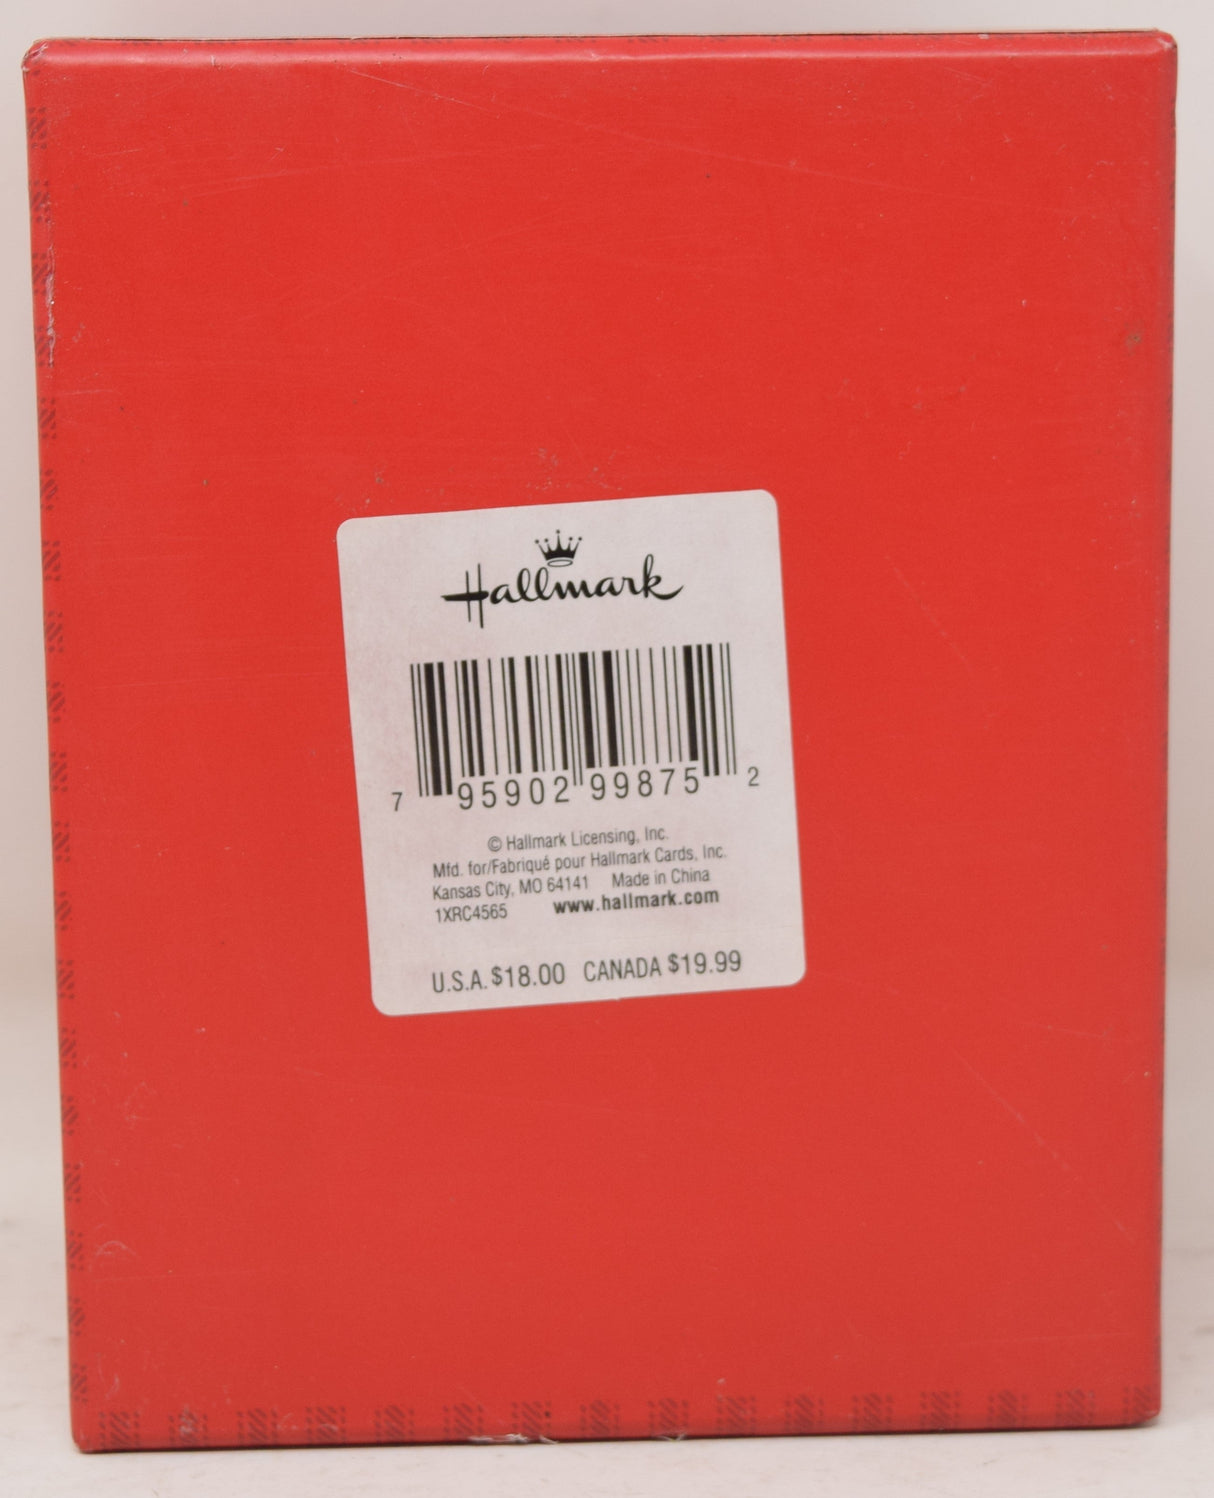 Hallmark
7 95902 99875 2
© Hallmark Licensing, Inc.
Mfd. for/Fabriqué pour Hallmark Cards, Inc.
Kansas City, MO 64141 Made in China
1XRC4565 www.hallmark.com
U.S.A. $18.00 CANADA $19.99